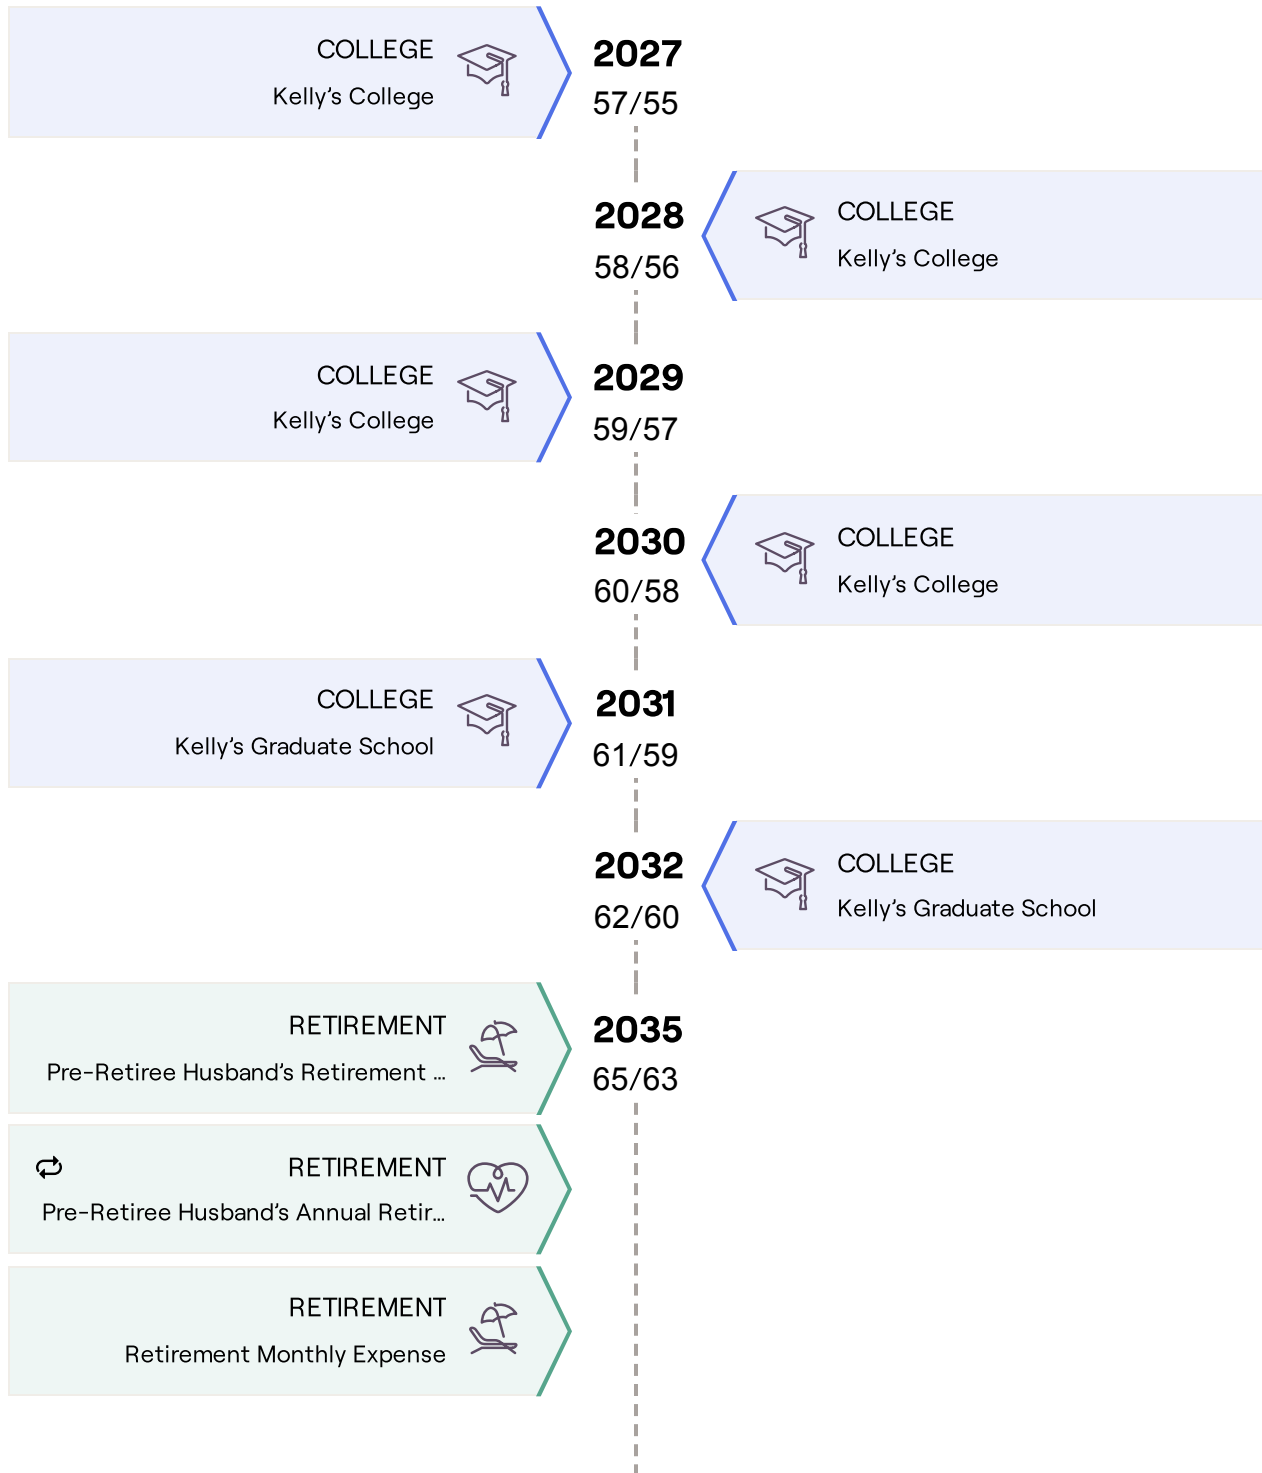 COLLEGE
Kelly's College
2027
57/55
2028
58/56
COLLEGE
Kelly's College
COLLEGE
Kelly's College
2029
59/57
2030
60/58
COLLEGE
Kelly's College
COLLEGE
Kelly's Graduate School
2031
61/59
2032
62/60
COLLEGE
Kelly's Graduate School
RETIREMENT
Pre-Retiree Husband's Retirement ...
2035
65/63
RETIREMENT
Pre-Retiree Husband's Annual Retir...
RETIREMENT
Retirement Monthly Expense